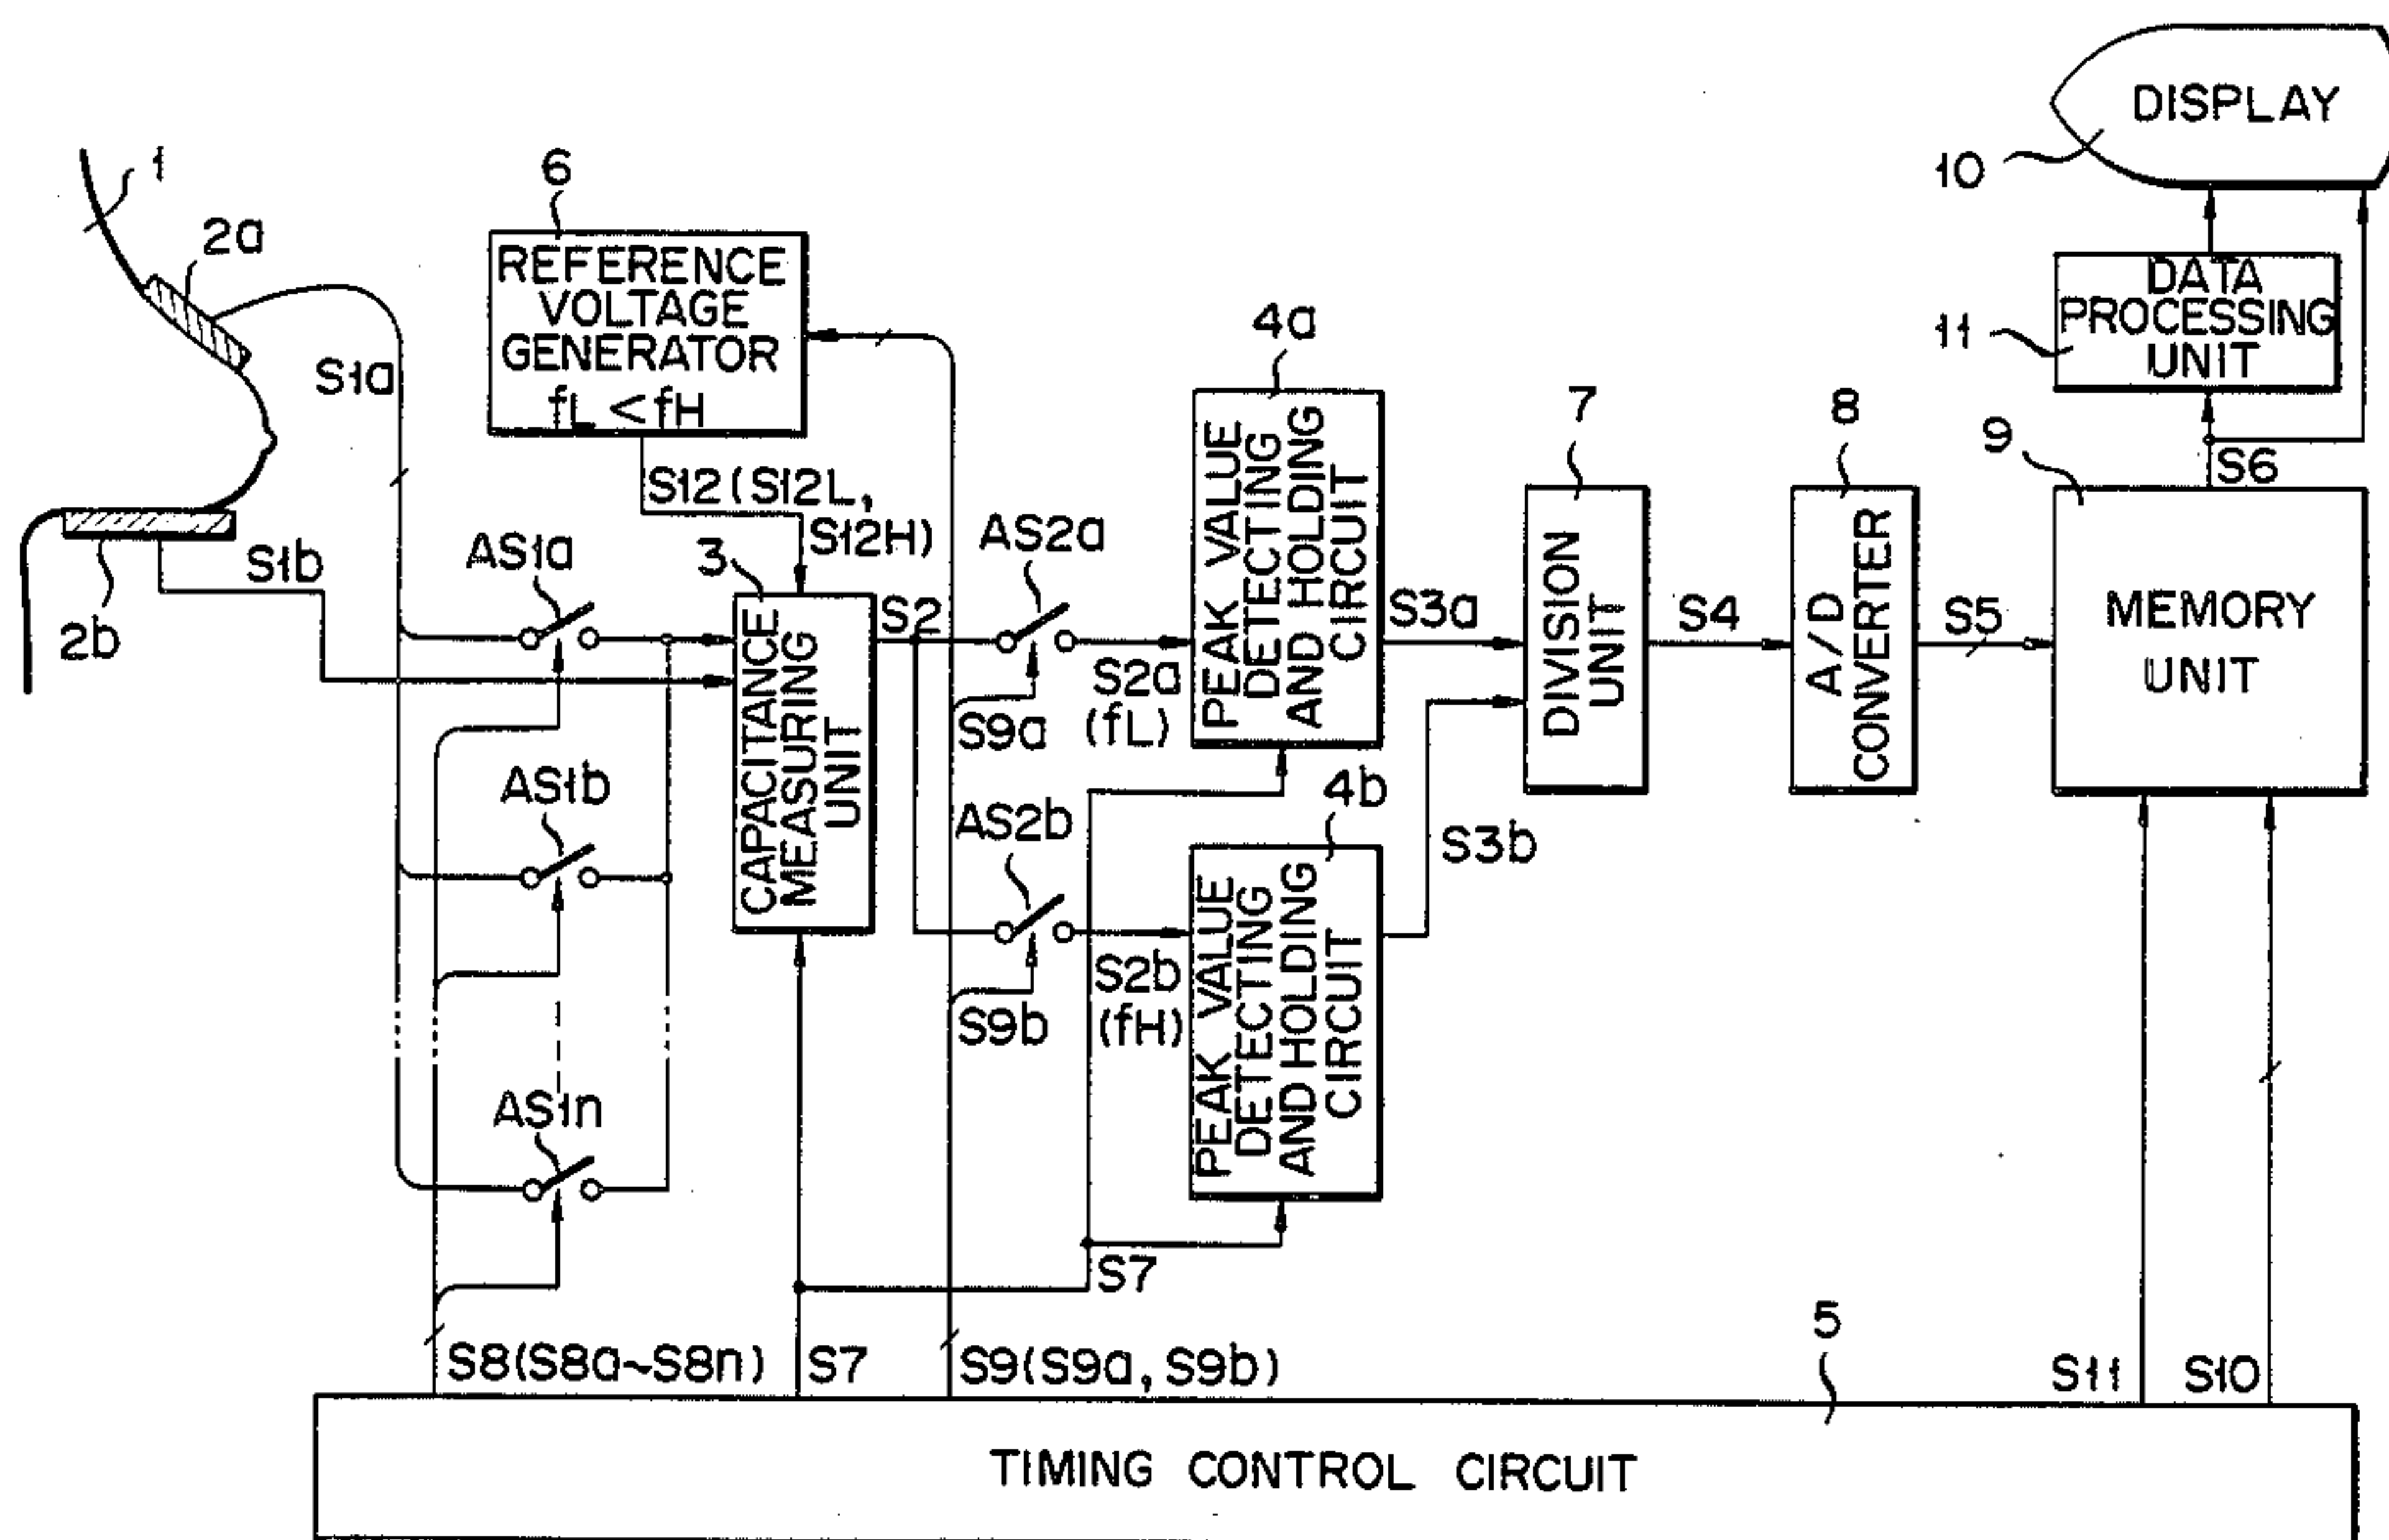 DISPLAY
10
1
2a
6
REFERENCE
VOLTAGE
GENERATOR
fL < fH
DATA
PROCESSING
UNIT
11
S1a
4a
7
8
9
S6
S12 (S12L,
S12H)
PEAK VALUE
DETECTING
AND HOLDING
CIRCUIT
DIVISION
UNIT
A/D
CONVERTER
MEMORY
UNIT
S1b
2b
AS1a
3
S2
AS2a
S3a
S4
S5
CAPACITANCE
MEASURING
UNIT
S2a
(fL)
S9a
AS1b
AS2b
4b
S3b
PEAK VALUE
DETECTING
AND HOLDING
CIRCUIT
S2b
(fH)
S9b
AS1n
S7
S8(S8a~S8n)
S7
S9(S9a, S9b)
5
S11
S10
TIMING CONTROL CIRCUIT